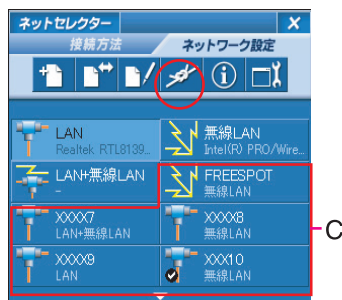 ネットセレクター X
接続方法 ネットワーク設定
LAN
Realtek RTL8139...
無線LAN
Intel(R) PRO/Wire...
LAN+無線LAN
-
FREESPOT
無線LAN
XXXX7
LAN+無線LAN
XXXX8
無線LAN
XXXX9
LAN
XXX10
無線LAN
C